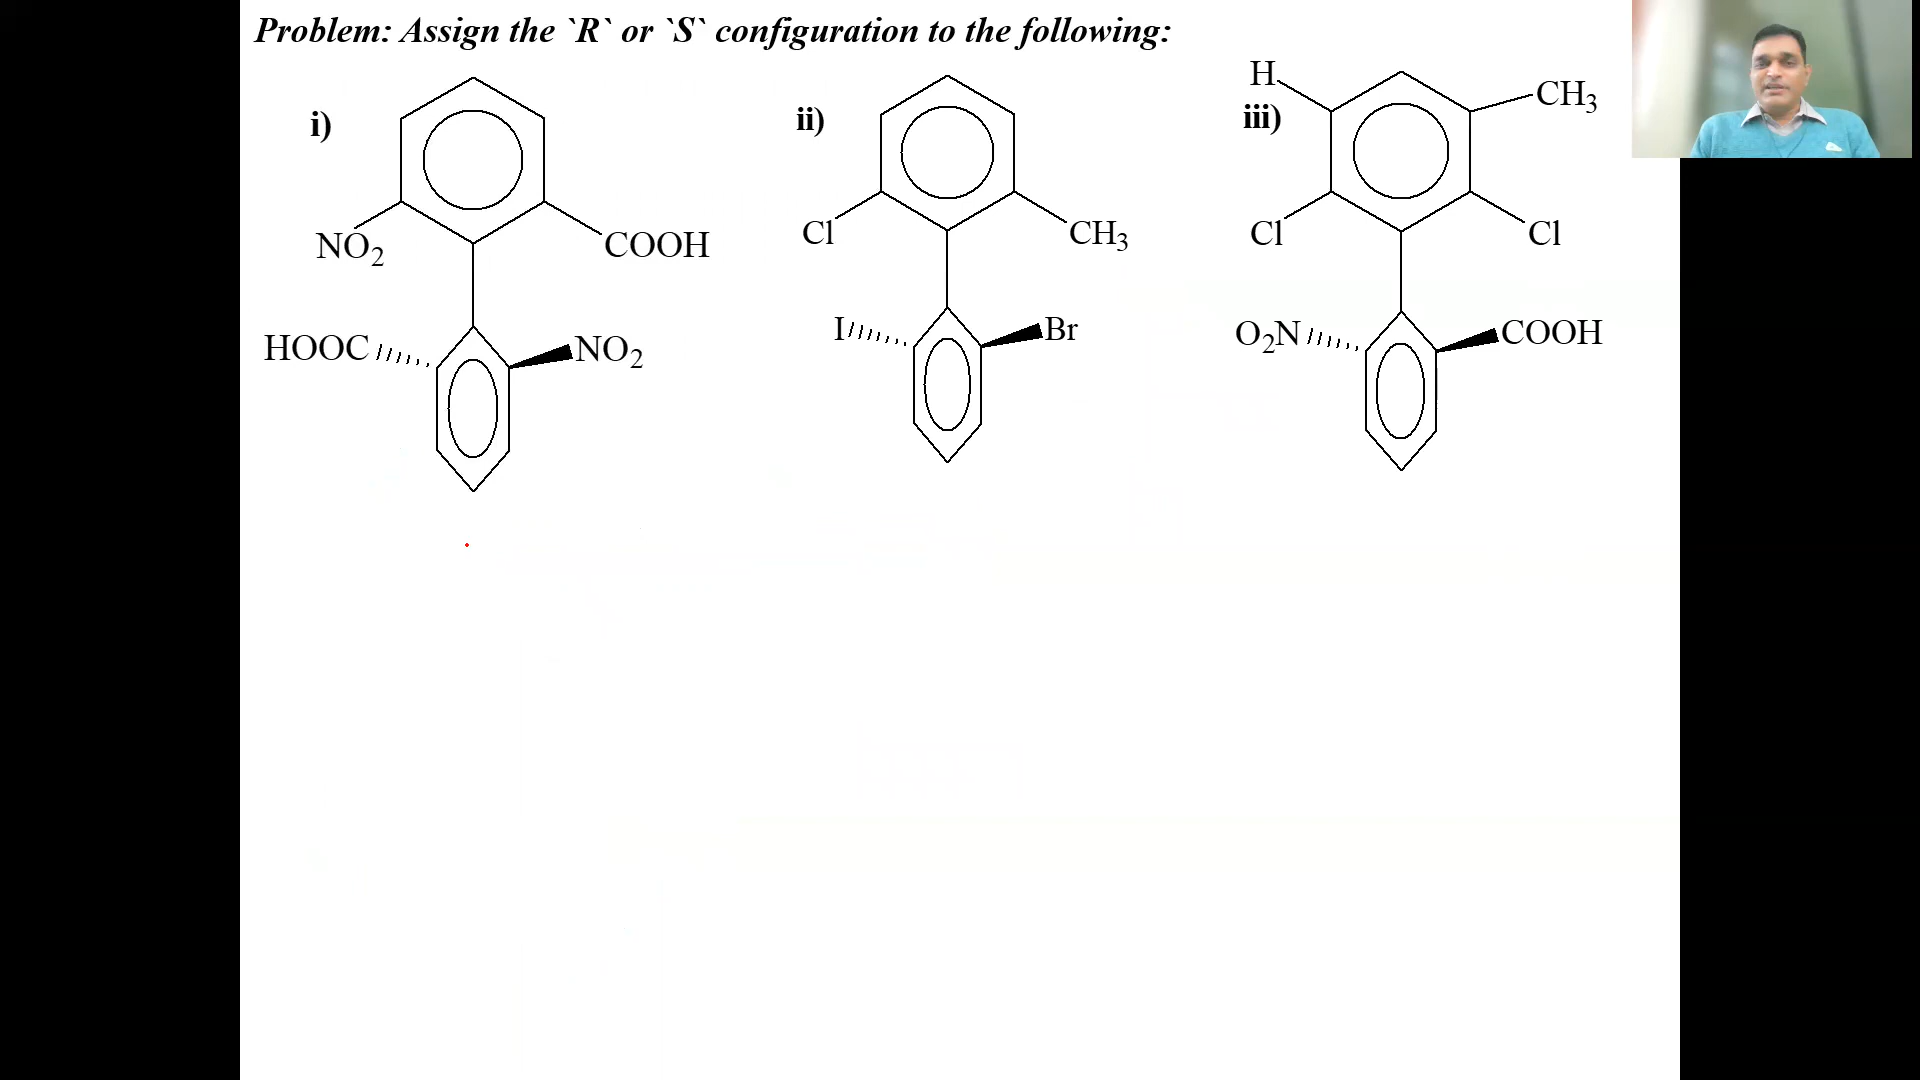 Problem: Assign the `R` or `S` configuration to the following:
i)
NO2
COOH
HOOC
NO2
ii)
Cl
CH3
I
Br
H
iii)
CH3
Cl
Cl
O2N
COOH